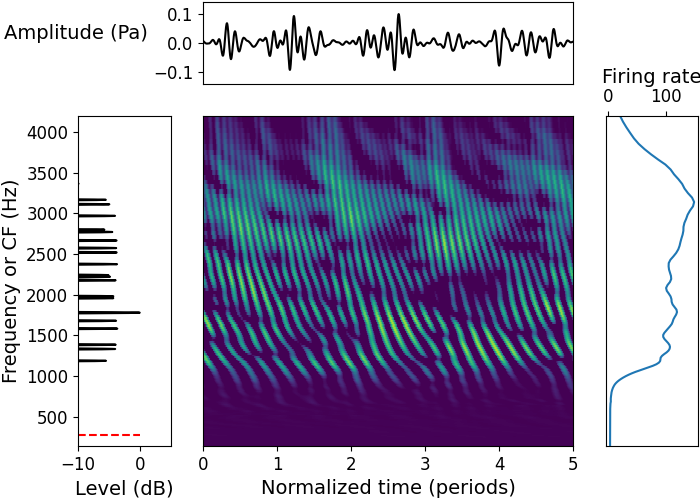 Amplitude (Pa)
0.1
0.0
−0.1
Firing rate
0 100
Frequency or CF (Hz)
4000
3500
3000
2500
2000
1500
1000
500
−10 0
Level (dB)
0 1 2 3 4 5
Normalized time (periods)